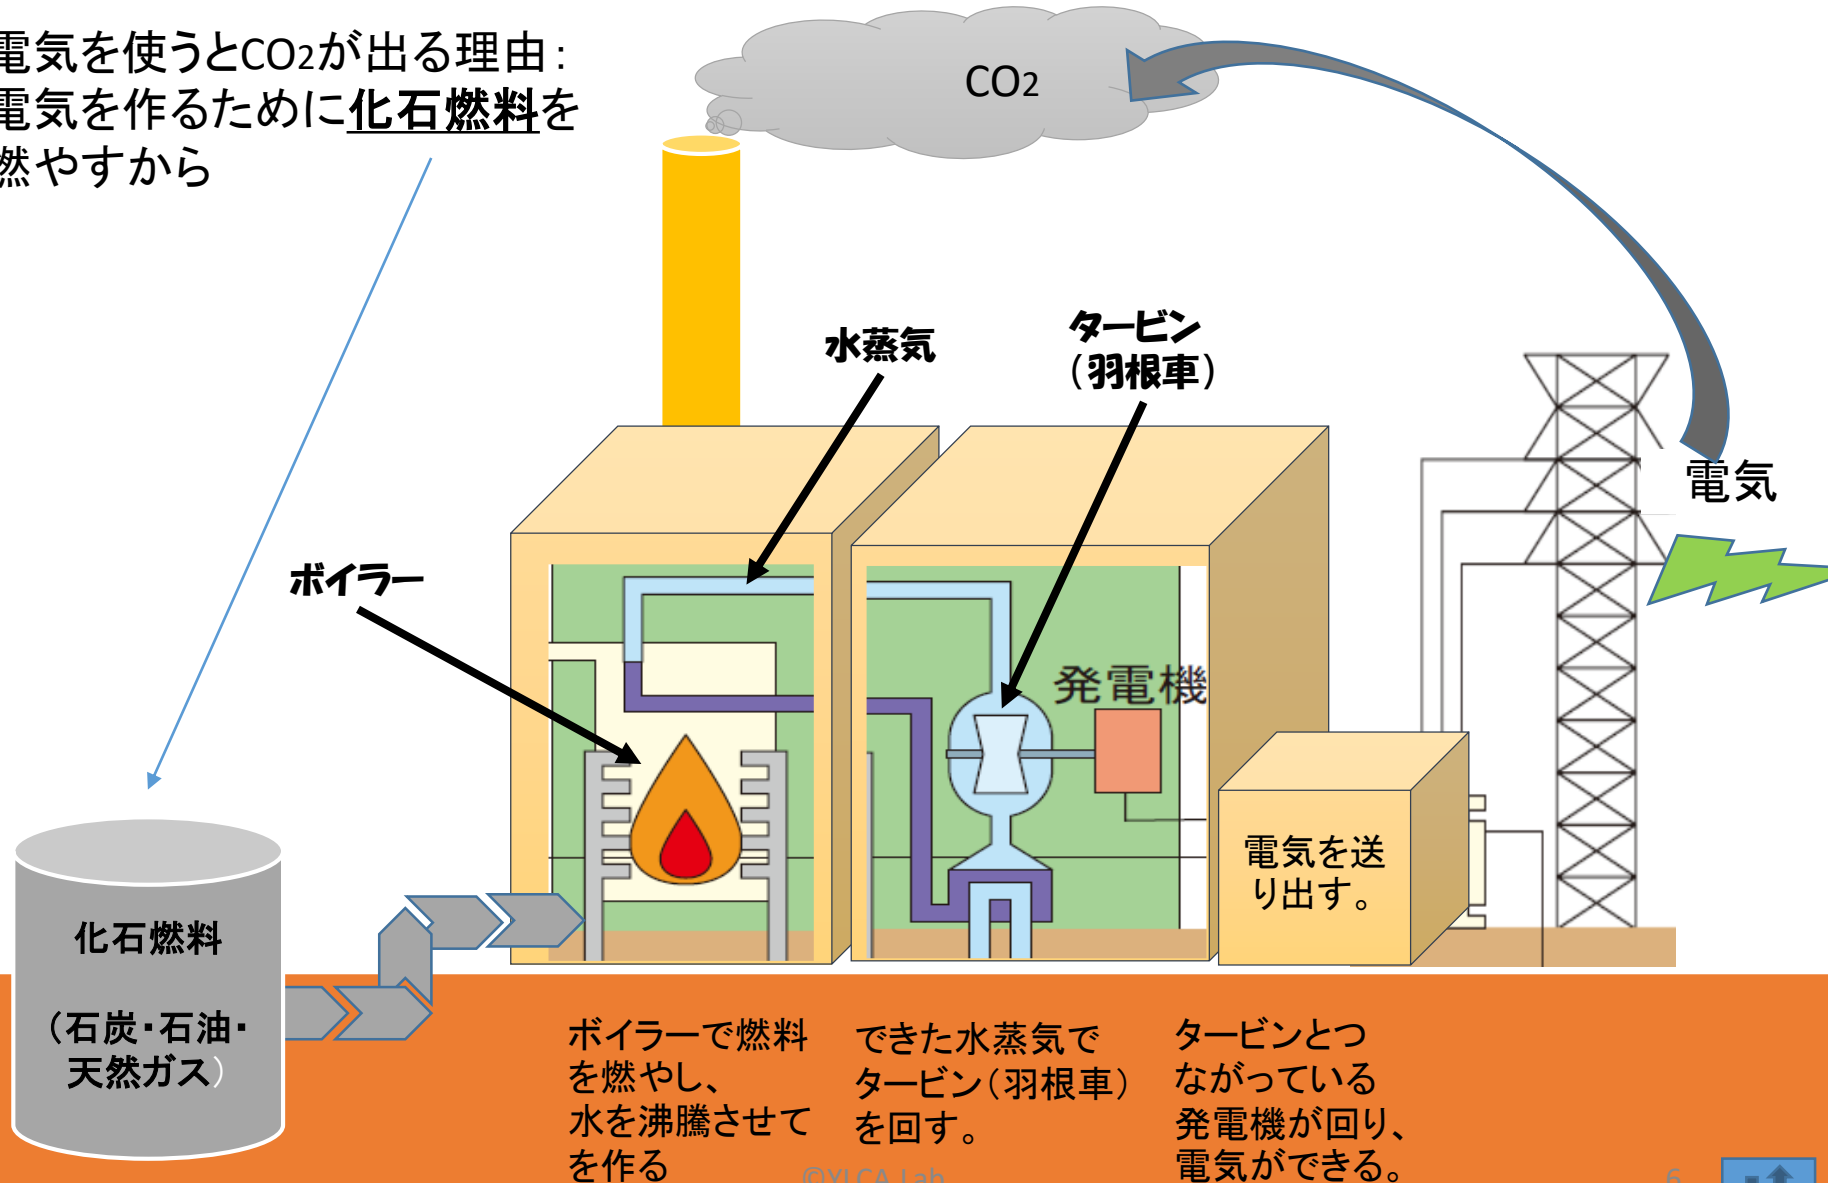 電気を使うとCO2が出る理由：
電気を作るために化石燃料を
燃やすから
CO2
水蒸気
タービン
（羽根車）
電気
ボイラー
発電機
電気を送
り出す。
化石燃料
（石炭・石油・
天然ガス）
ボイラーで燃料
を燃やし、
水を沸騰させて
を作る
できた水蒸気で
タービン（羽根車）
を回す。
タービンとつ
ながっている
発電機が回り、
電気ができる。
©YLCA Lab
6